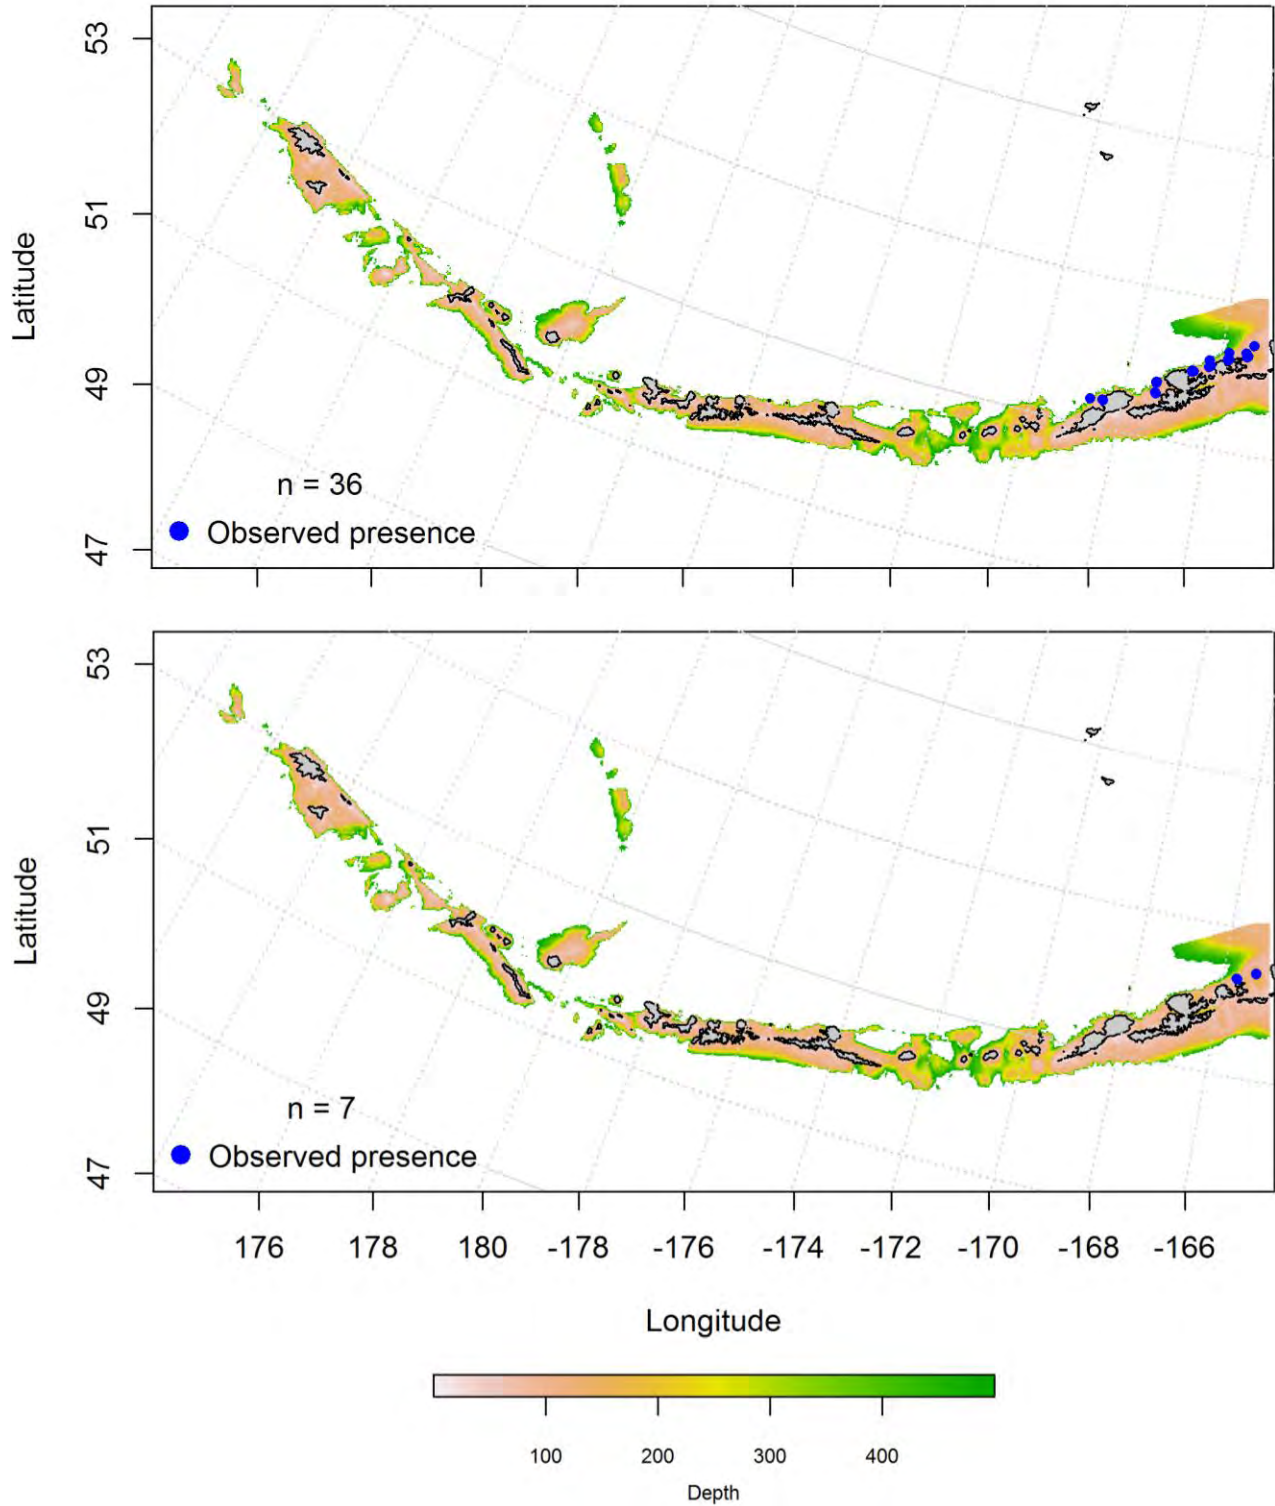 53
51
Latitude
49
n = 36
Observed presence
47
53
51
Latitude
49
n = 7
Observed presence
47
176 178 180 -178 -176 -174 -172 -170 -168 -166
Longitude
100 200 300 400
Depth